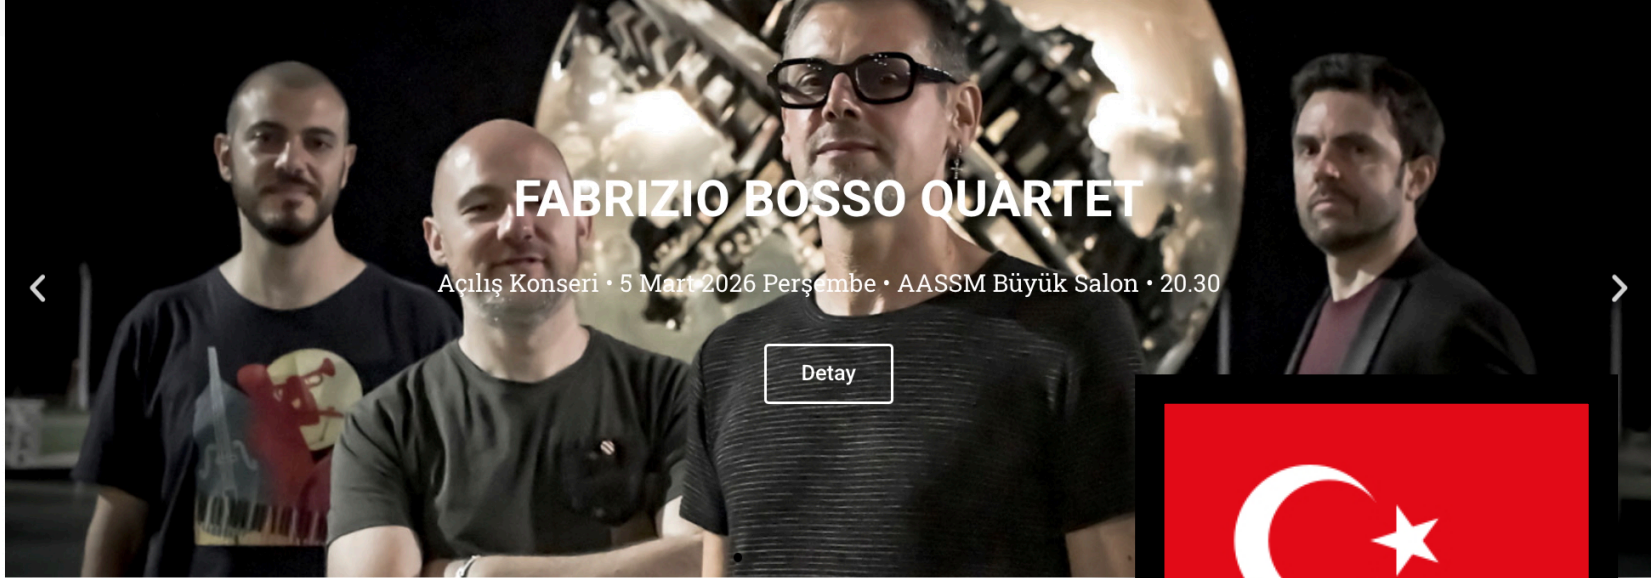 FABRIZIO BOSSO QUARTET
Açılış Konseri • 5 Mart 2026 Perşembe • AASSM Büyük Salon • 20.30
Detay